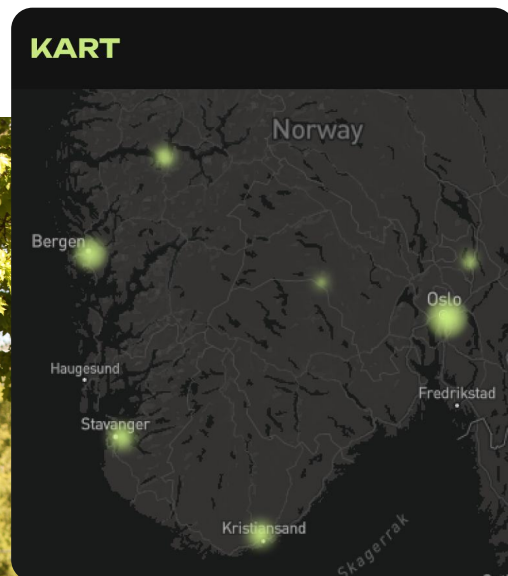 KART
Norway
Bergen
Oslo
Haugesund
Fredrikstad
Stavanger
Kristiansand
Skagerrak